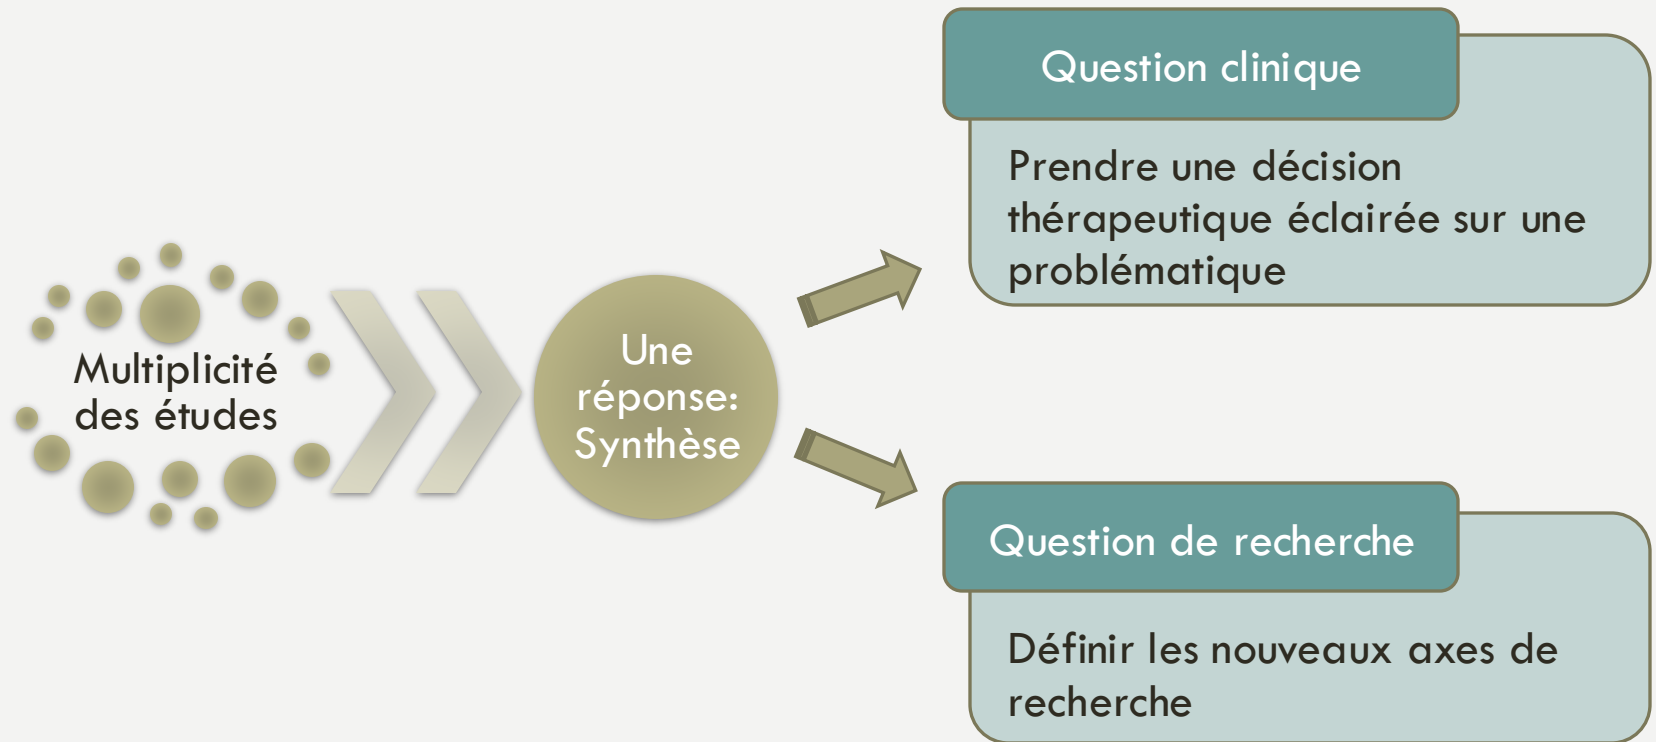 Multiplicité
des études
Une
réponse:
Synthèse
Question clinique
Prendre une décision
thérapeutique éclairée sur une
problématique
Question de recherche
Définir les nouveaux axes de
recherche